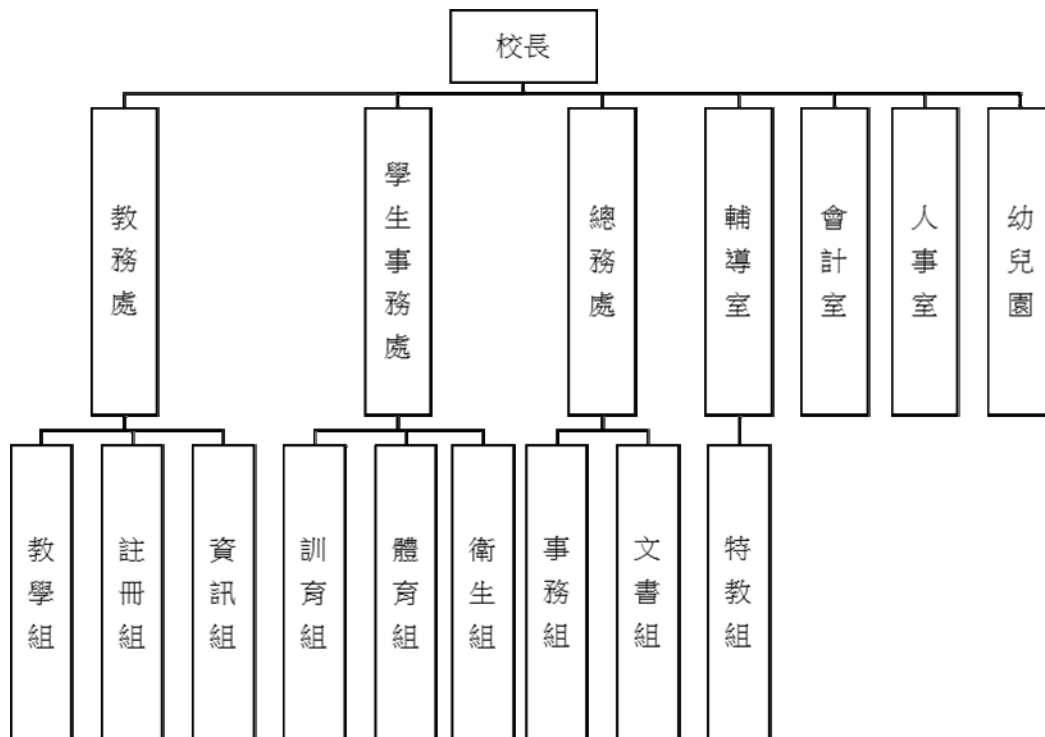 校長
教務處
學生事務處
總務處
輔導室
會計室
人事室
幼兒園
教學組
註冊組
資訊組
訓育組
體育組
衛生組
事務組
文書組
特教組